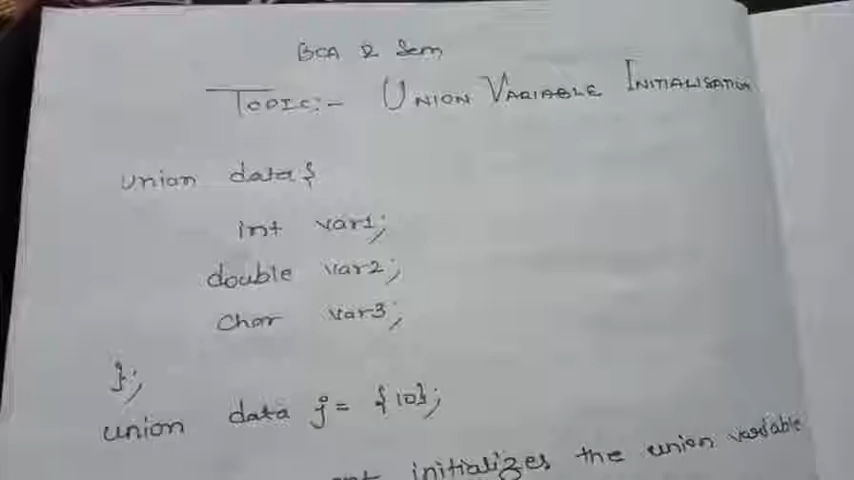 BCA 2 Sem
TOPIC:- UNION VARIABLE INITIALISATION
union data{
int var1;
double var2;
char var3;
};
union data j = {10};
initializes the union variable